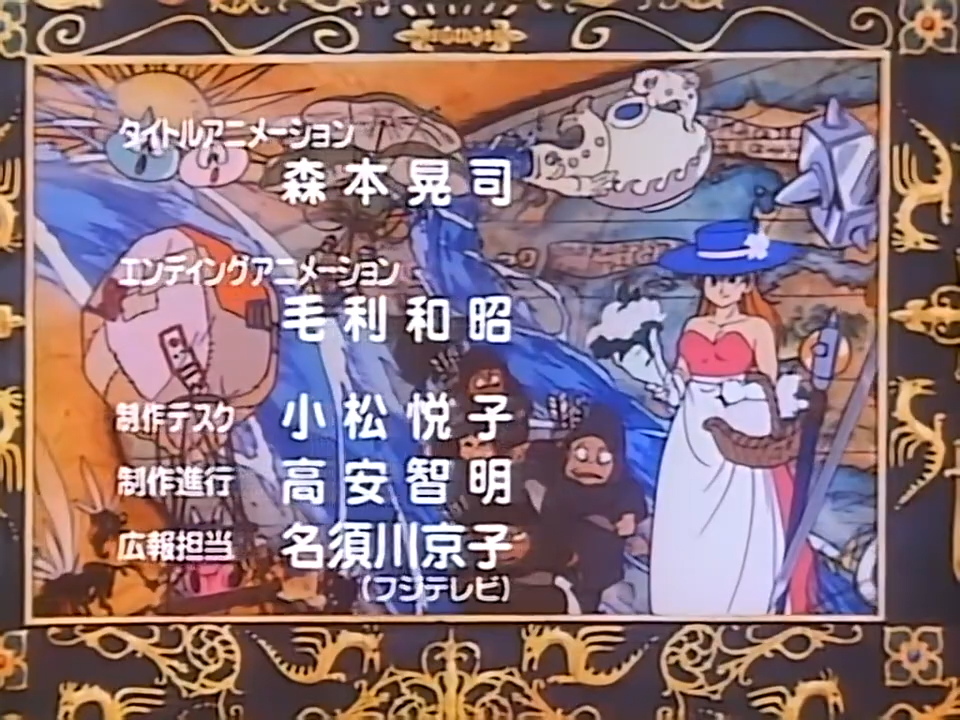 タイトルアニメーション
森本晃司
エンディングアニメーション
毛利和昭
制作デスク 小松悦子
制作進行 高安智明
広報担当 名須川京子
(フジテレビ)